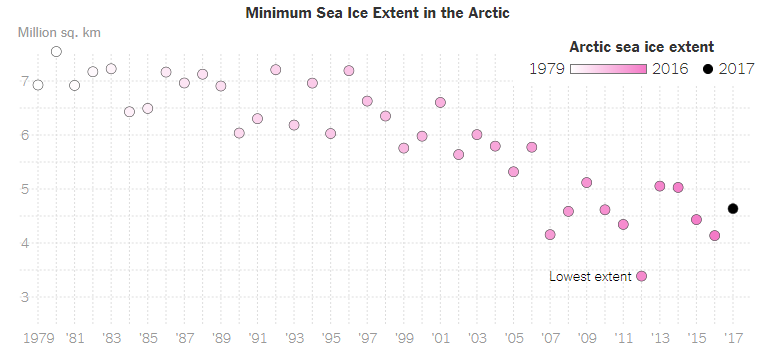 Minimum Sea Ice Extent in the Arctic
Million sq. km
Arctic sea ice extent
1979 2016 2017
7
6
5
4
3
Lowest extent
1979 '81 '83 '85 '87 '89 '91 '93 '95 '97 '99 '01 '03 '05 '07 '09 '11 '13 '15 '17